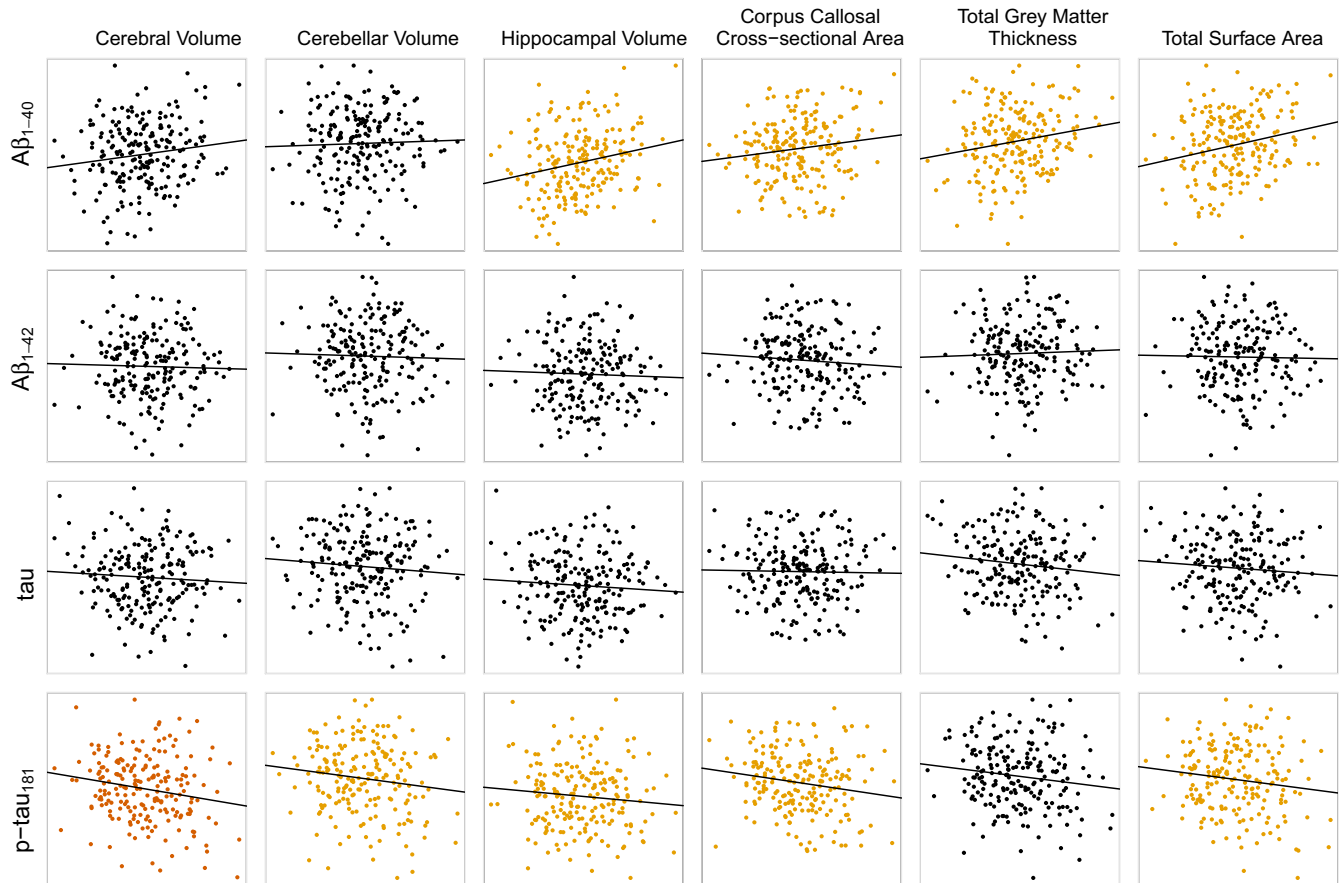 Cerebral Volume
Cerebellar Volume
Hippocampal Volume
Corpus Callosal
Cross−sectional Area
Total Grey Matter
Thickness
Total Surface Area
Aβ₁₋₄₀
Aβ₁₋₄₂
tau
p−tau₁₈₁